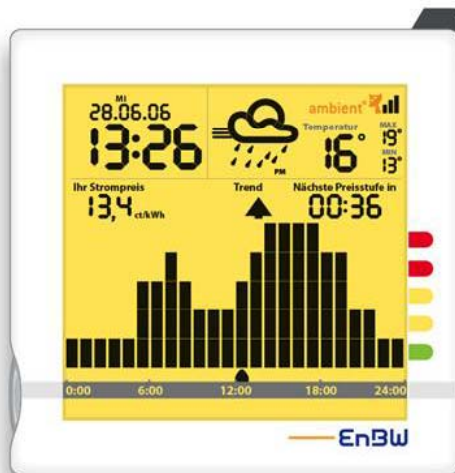 MI
28.06.06
13:26
PM
ambient
Temperatur
16°
MAX
19°
MIN
13°
Ihr Strompreis
13,4 ct/kWh
Trend
Nächste Preisstufe in
00:36
0:00 6:00 12:00 18:00 24:00
EnBW